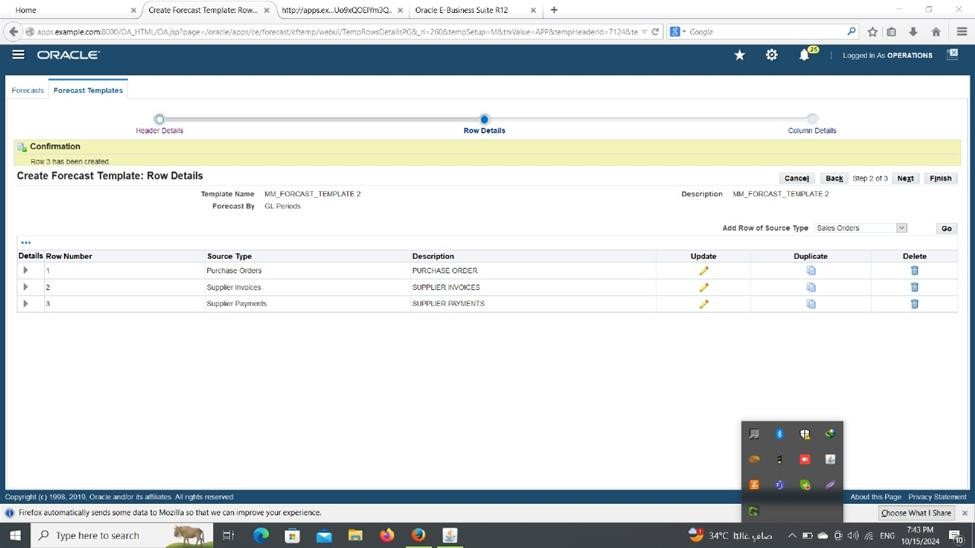 Home
Create Forecast Template: Row...
http://apps.ex...Uo9xQOElYm3Q...
Oracle E-Business Suite R12
apps.example.com:8000/OA_HTML/OA.jsp?page=/oracle/apps/ce/forecast/cftemp/webui/TempRowsDetailsPG&_ri=260&tempSetup=M&trxValue=APP&tempHeaderId=7124&te
Google
ORACLE
35
Logged In As OPERATIONS
Forecasts
Forecast Templates
Header Details
Row Details
Column Details
Confirmation
Row 3 has been created.
Create Forecast Template: Row Details
Cancel Back Step 2 of 3 Next Finish
Template Name MM_FORCAST_TEMPLATE 2
Description MM_FORCAST_TEMPLATE 2
Forecast By GL Periods
Add Row of Source Type Sales Orders Go
Details Row Number Source Type Description Update Duplicate Delete
1 Purchase Orders PURCHASE ORDER
2 Supplier Invoices SUPPLIER INVOICES
3 Supplier Payments SUPPLIER PAYMENTS
Copyright (c) 1998, 2019, Oracle and/or its affiliates. All rights reserved.
About this Page Privacy Statement
Firefox automatically sends some data to Mozilla so that we can improve your experience.
Choose What I Share
Type here to search
34°C صافي غالبًا
ENG
7:43 PM
10/15/2024
10